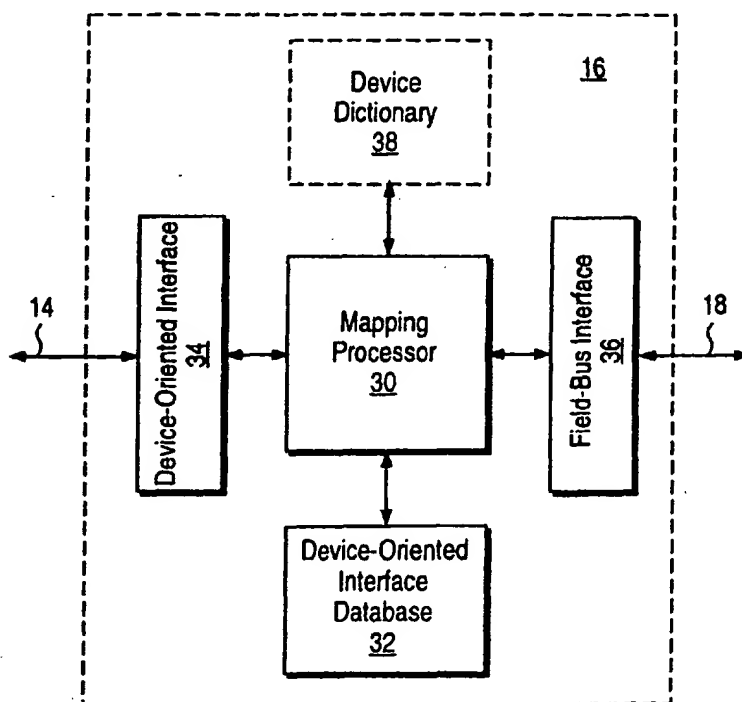 16
Device
Dictionary
38
14
Device-Oriented Interface
34
Mapping
Processor
30
Field-Bus Interface
36
18
Device-Oriented
Interface
Database
32